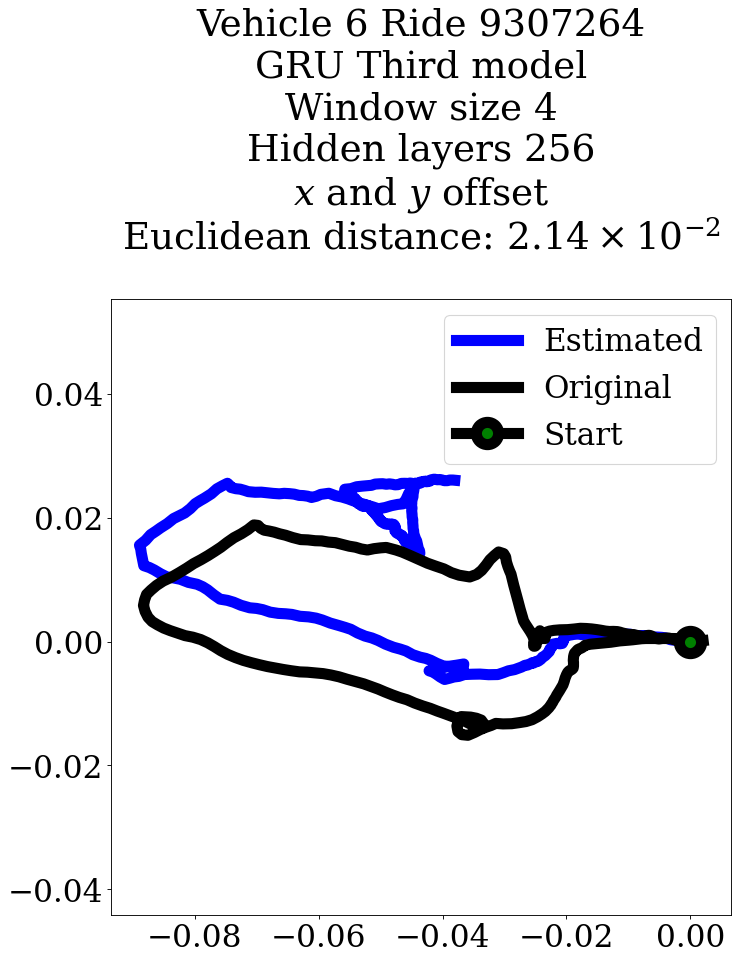 Vehicle 6 Ride 9307264
GRU Third model
Window size 4
Hidden layers 256
x and y offset
Euclidean distance: 2.14 × 10⁻²
Estimated
Original
Start
0.04
0.02
0.00
−0.02
−0.04
−0.08 −0.06 −0.04 −0.02 0.00